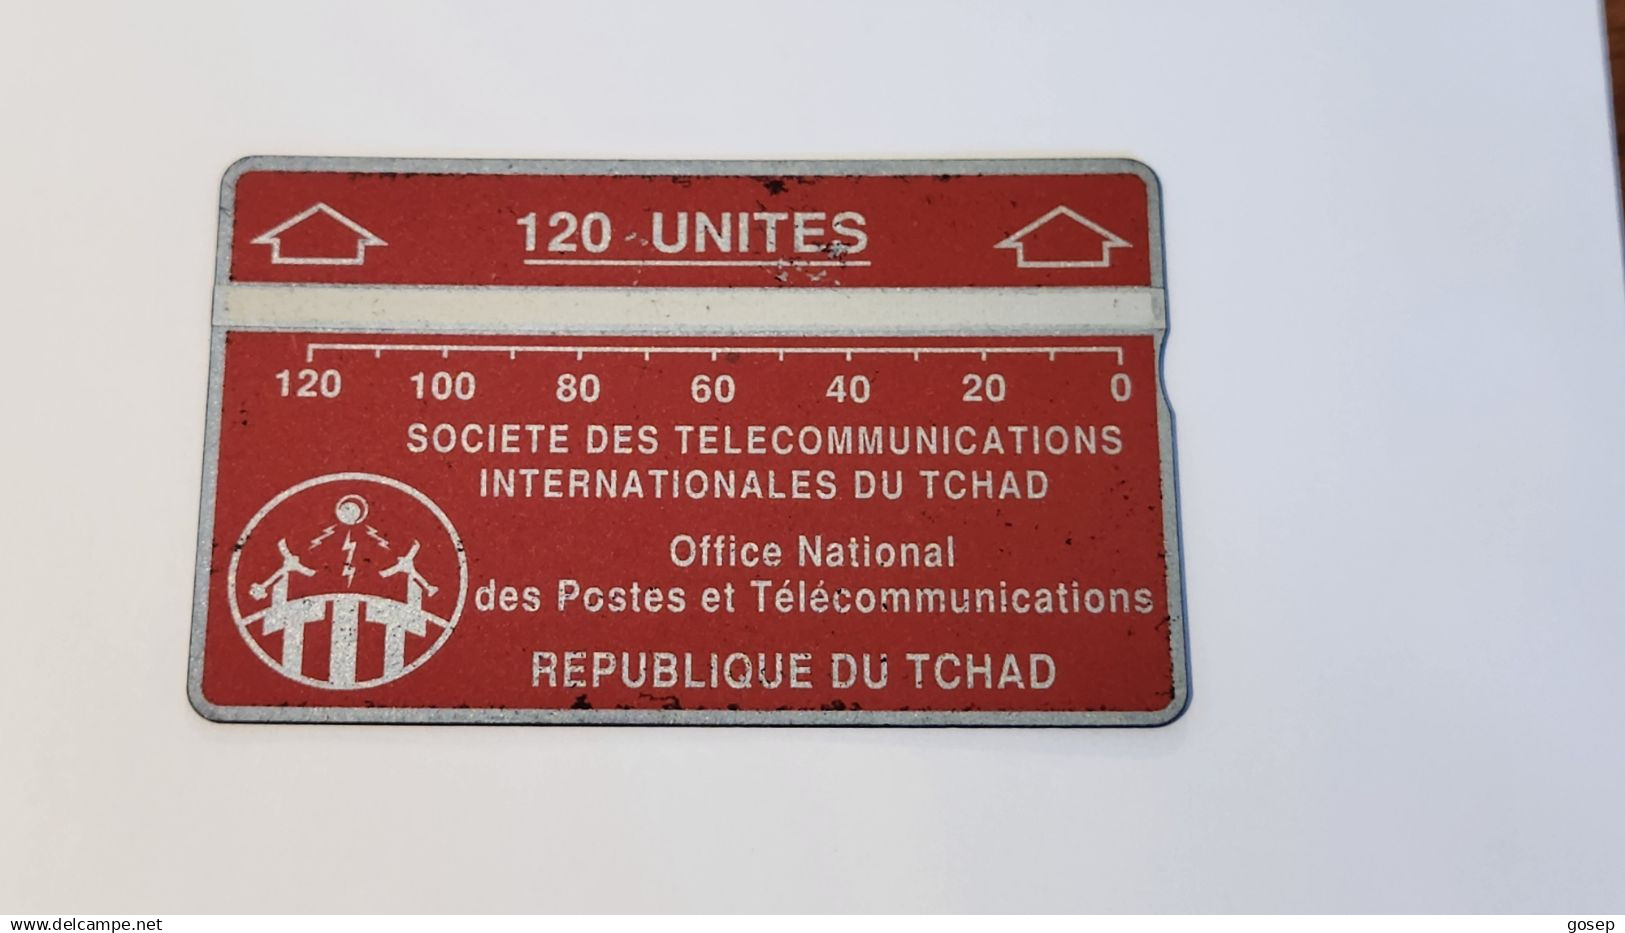 120 UNITES
120 100 80 60 40 20 0
SOCIETE DES TELECOMMUNICATIONS
INTERNATIONALES DU TCHAD
Office National
des Postes et Télécommunications
REPUBLIQUE DU TCHAD
www.delcampe.net
gosep